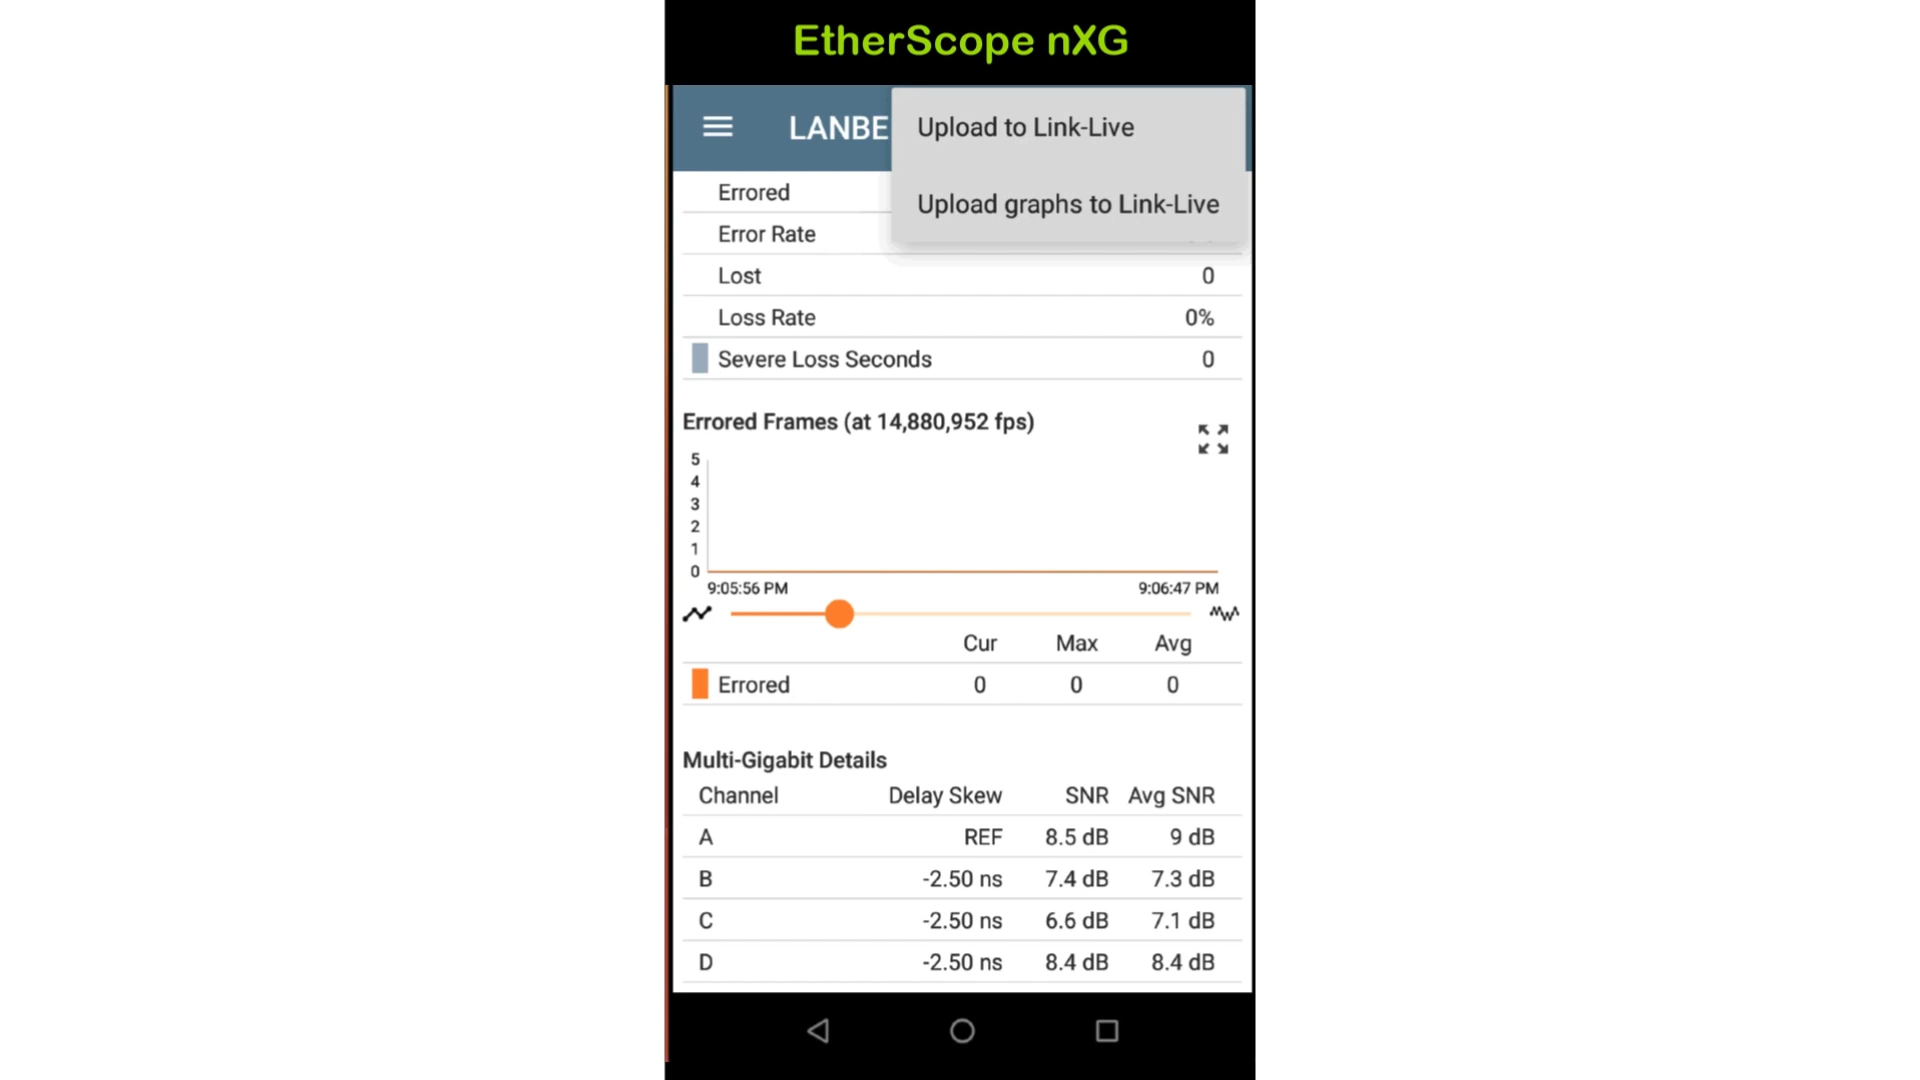 EtherScope nXG
LANBE
Upload to Link-Live
Upload graphs to Link-Live
Errored
Error Rate
Lost 0
Loss Rate 0%
Severe Loss Seconds 0
Errored Frames (at 14,880,952 fps)
5
4
3
2
1
0
9:05:56 PM 9:06:47 PM
Cur Max Avg
Errored 0 0 0
Multi-Gigabit Details
Channel Delay Skew SNR Avg SNR
A REF 8.5 dB 9 dB
B -2.50 ns 7.4 dB 7.3 dB
C -2.50 ns 6.6 dB 7.1 dB
D -2.50 ns 8.4 dB 8.4 dB